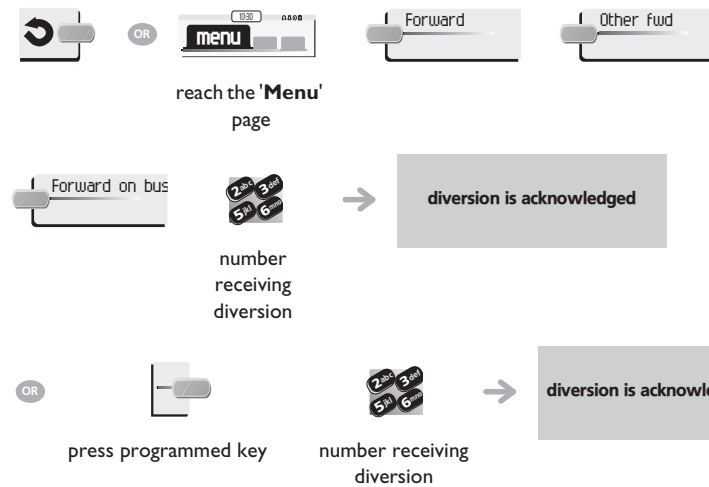 OR
10:30
menu
Forward
Other fwd
reach the 'Menu'
page
Forward on bus
2abc 3def
5jkl 6mno
diversion is acknowledged
number
receiving
diversion
OR
2abc 3def
5jkl 6mno
diversion is acknowle
press programmed key
number receiving
diversion